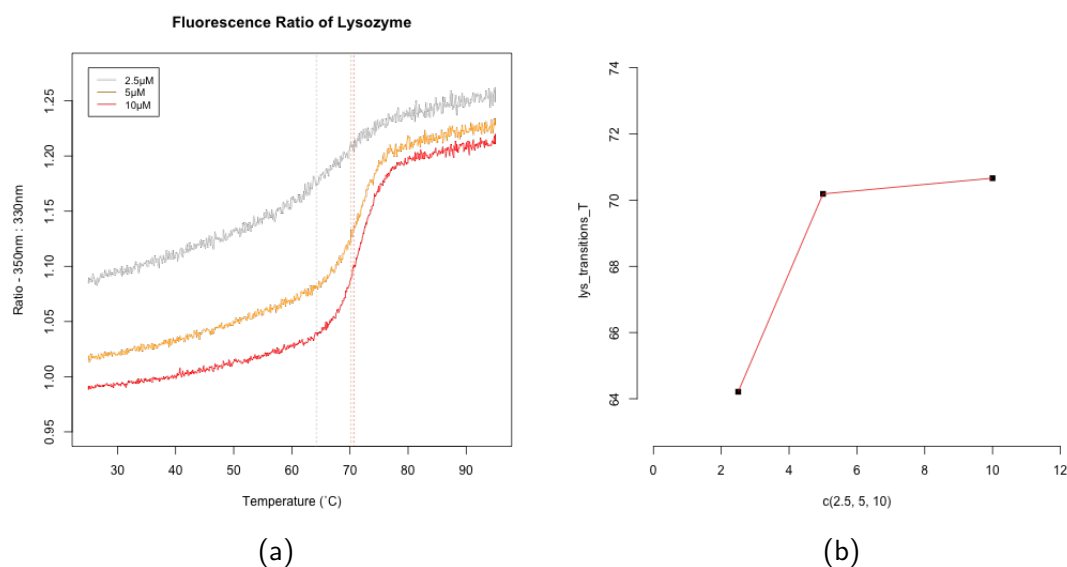 Fluorescence Ratio of Lysozyme
2.5µM
5µM
10µM
Ratio - 350nm : 330nm
0.95
1.00
1.05
1.10
1.15
1.20
1.25
30 40 50 60 70 80 90
Temperature (˚C)
(a)
lys_transitions_T
64
66
68
70
72
74
0 2 4 6 8 10 12
c(2.5, 5, 10)
(b)